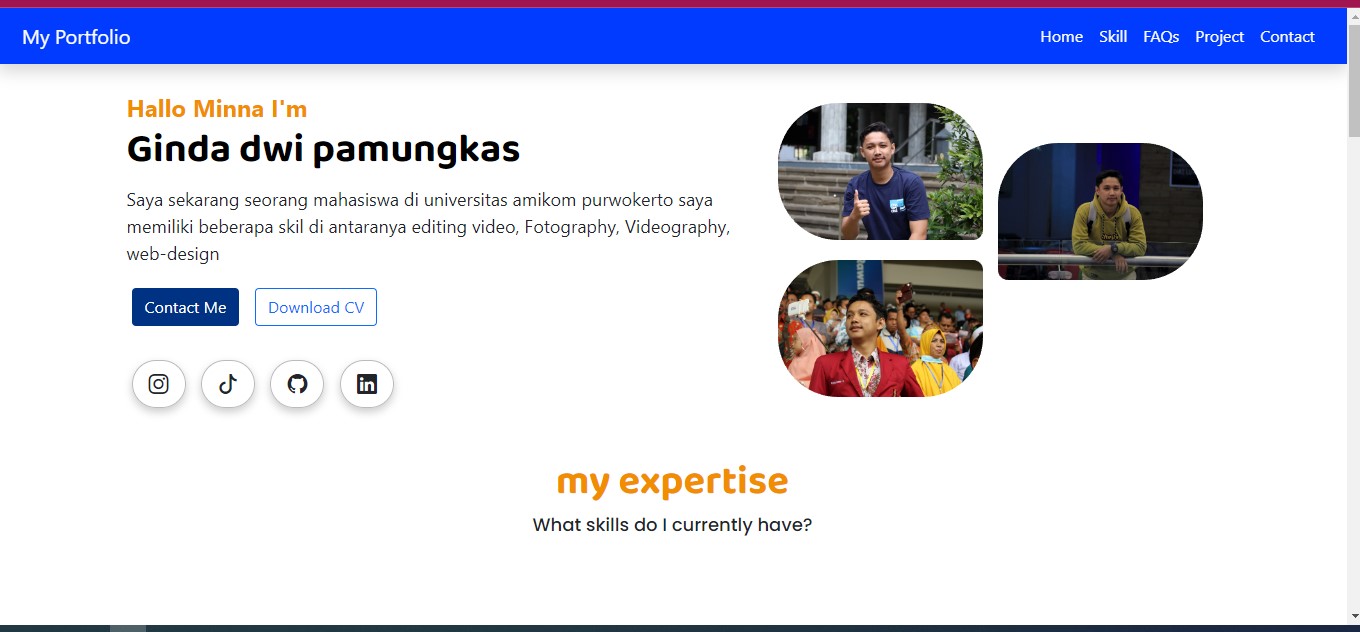 My Portfolio
Home Skill FAQs Project Contact
Hallo Minna I'm
Ginda dwi pamungkas
Saya sekarang seorang mahasiswa di universitas amikom purwokerto saya
memiliki beberapa skil di antaranya editing video, Fotography, Videography,
web-design
Contact Me Download CV
my expertise
What skills do I currently have?